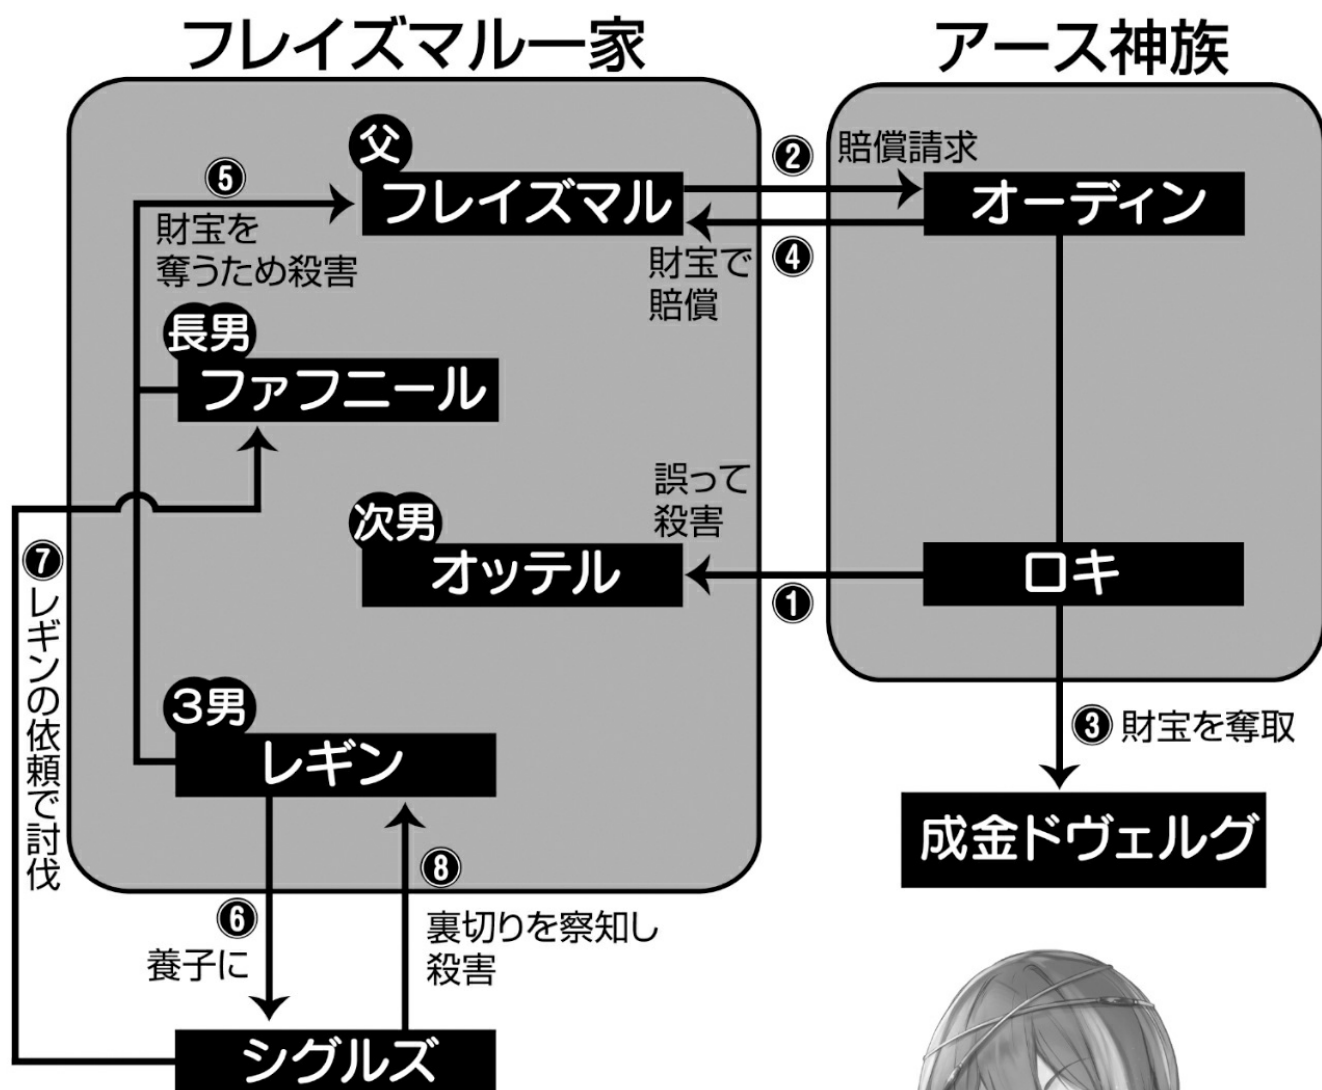 フレイズマル一家
アース神族
父
フレイズマル
❷
賠償請求
オーディン
❺
財宝を
奪うため殺害
❹
財宝で
賠償
長男
ファフニール
誤って
殺害
次男
オッテル
❶
ロキ
❼
レギンの依頼で討伐
3男
レギン
❸ 財宝を奪取
成金ドヴェルグ
❽
裏切りを察知し
殺害
❻
養子に
シグルズ